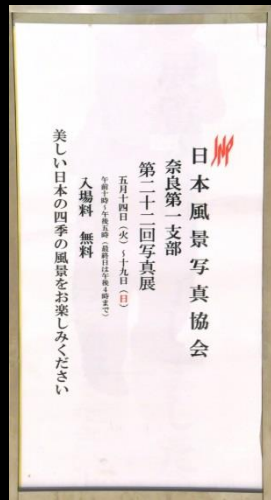 JNP
日本風景写真協会
奈良第一支部
第二十二回写真展
五月十四日（火）～十九日（日）
午前十時～午後五時（最終日は午後4時まで）
入場料　無料
美しい日本の四季の風景をお楽しみください